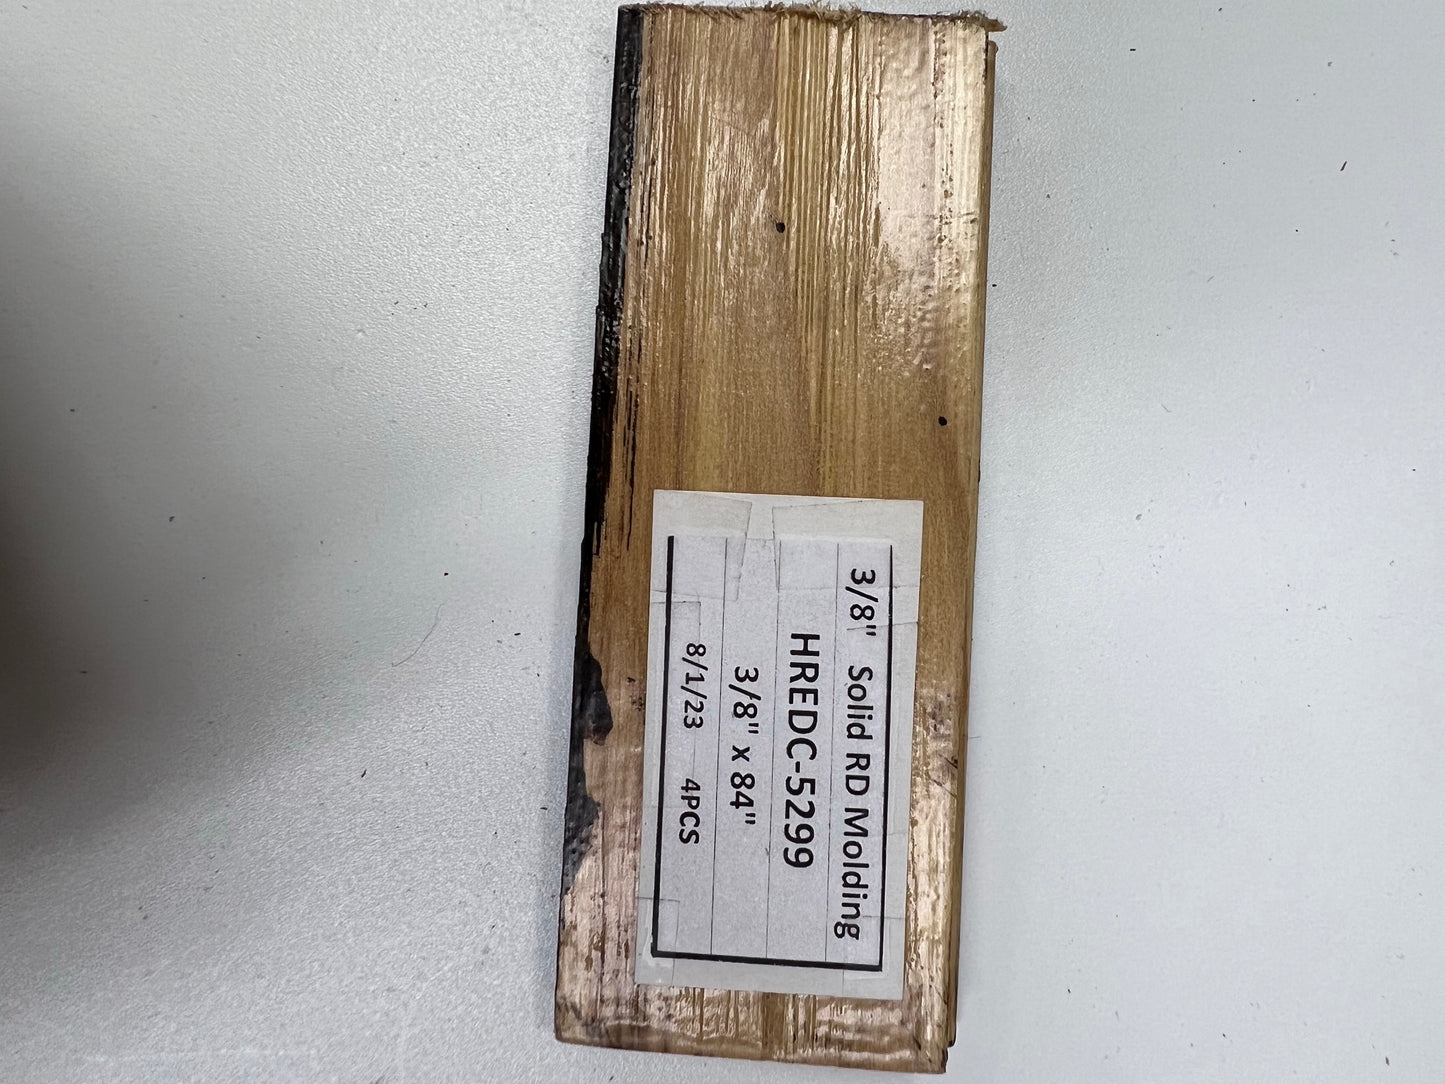 3/8" Solid RD Molding
HREDC-5299
3/8" x 84"
8/1/23 4PCS